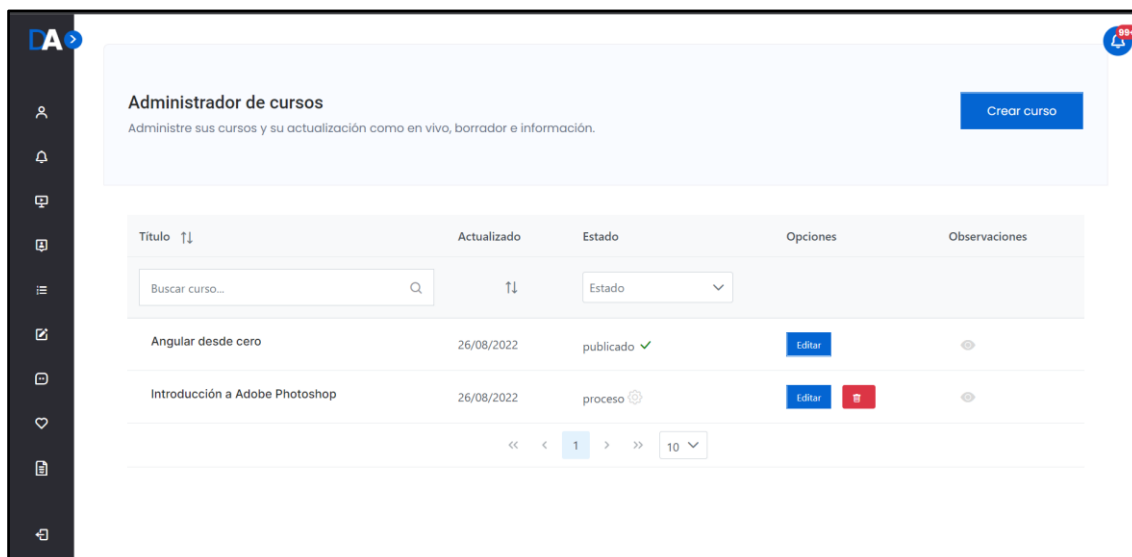 DA
99+
Administrador de cursos
Administre sus cursos y su actualización como en vivo, borrador e información.
Crear curso
Título Actualizado Estado Opciones Observaciones
Buscar curso... Estado
Angular desde cero 26/08/2022 publicado Editar
Introducción a Adobe Photoshop 26/08/2022 proceso Editar
<< < 1 > >> 10